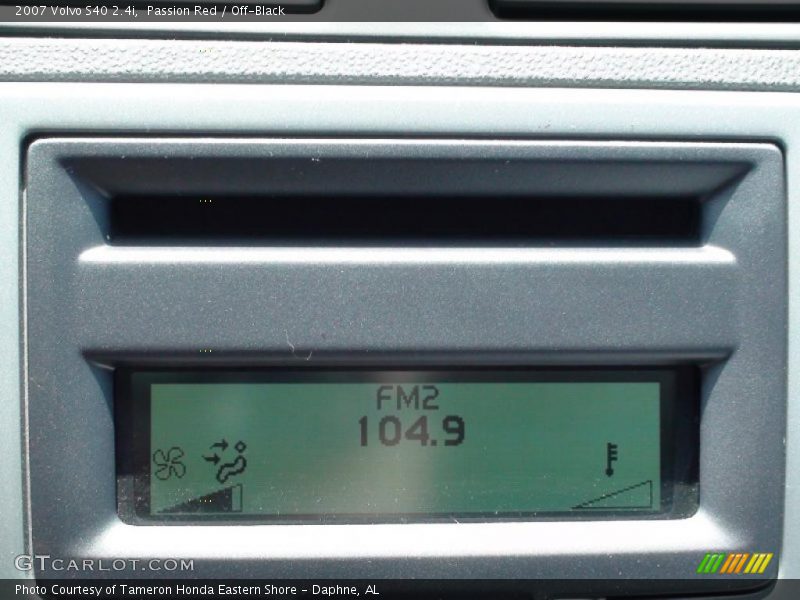 2007 Volvo S40 2.4i, Passion Red / Off-Black
FM2
104.9
GTCARLOT.COM
Photo Courtesy of Tameron Honda Eastern Shore - Daphne, AL